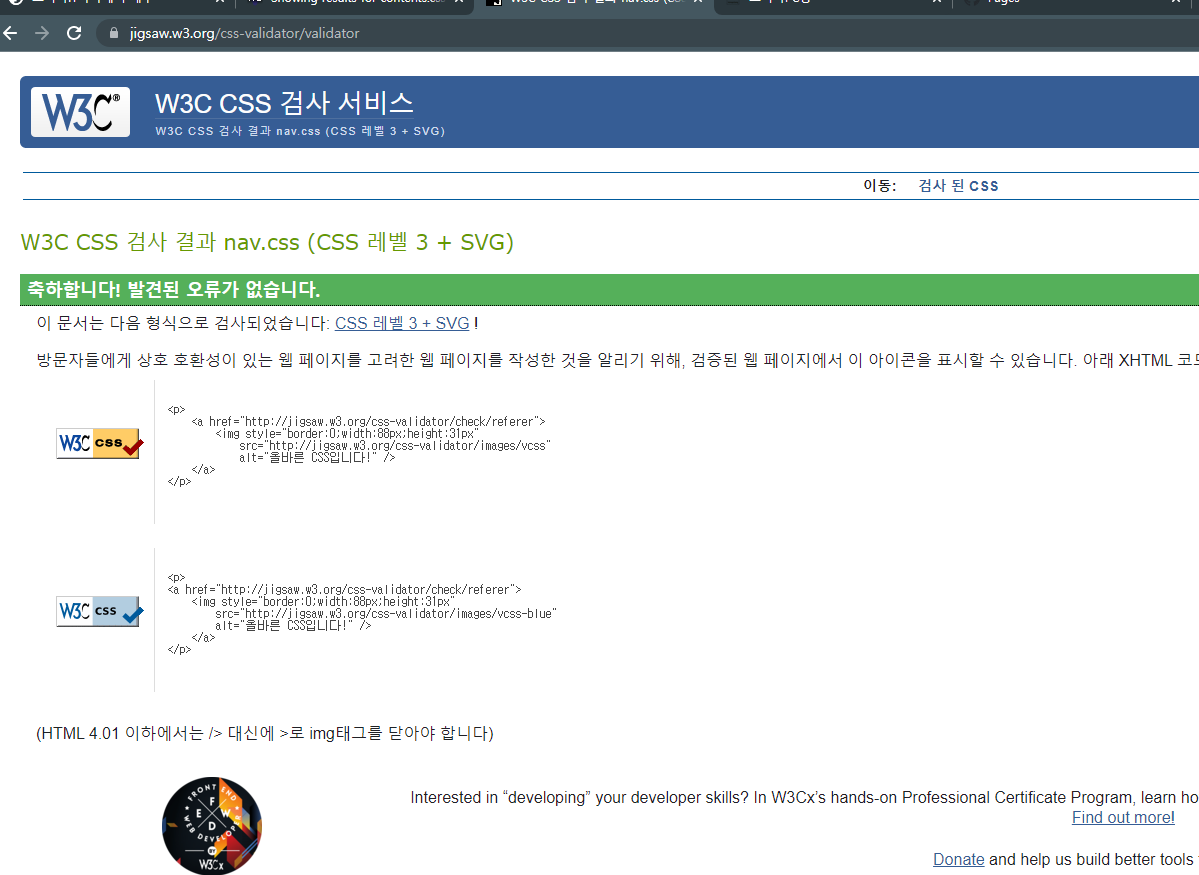 Showing results for contents.css
Pages
jigsaw.w3.org/css-validator/validator
W3C® W3C CSS 검사 서비스
W3C CSS 검사 결과 nav.css (CSS 레벨 3 + SVG)
이동: 검사 된 CSS
W3C CSS 검사 결과 nav.css (CSS 레벨 3 + SVG)
축하합니다! 발견된 오류가 없습니다.
이 문서는 다음 형식으로 검사되었습니다: CSS 레벨 3 + SVG !
방문자들에게 상호 호환성이 있는 웹 페이지를 고려한 웹 페이지를 작성한 것을 알리기 위해, 검증된 웹 페이지에서 이 아이콘을 표시할 수 있습니다. 아래 XHTML
<p>
<a href="http://jigsaw.w3.org/css-validator/check/referer">
<img style="border:0;width:88px;height:31px"
src="http://jigsaw.w3.org/css-validator/images/vcss"
alt="올바른 CSS입니다!" />
</a>
</p>
W3C css
<p>
<a href="http://jigsaw.w3.org/css-validator/check/referer">
<img style="border:0;width:88px;height:31px"
src="http://jigsaw.w3.org/css-validator/images/vcss-blue"
alt="올바른 CSS입니다!" />
</a>
</p>
W3C css
(HTML 4.01 이하에서는 /> 대신에 >로 img태그를 닫아야 합니다)
FRONT END
F E W D
WEB DEVELOPER
BY
W3Cx
Interested in “developing” your developer skills? In W3Cx’s hands-on Professional Certificate Program, learn
Find out more!
Donate and help us build better tools